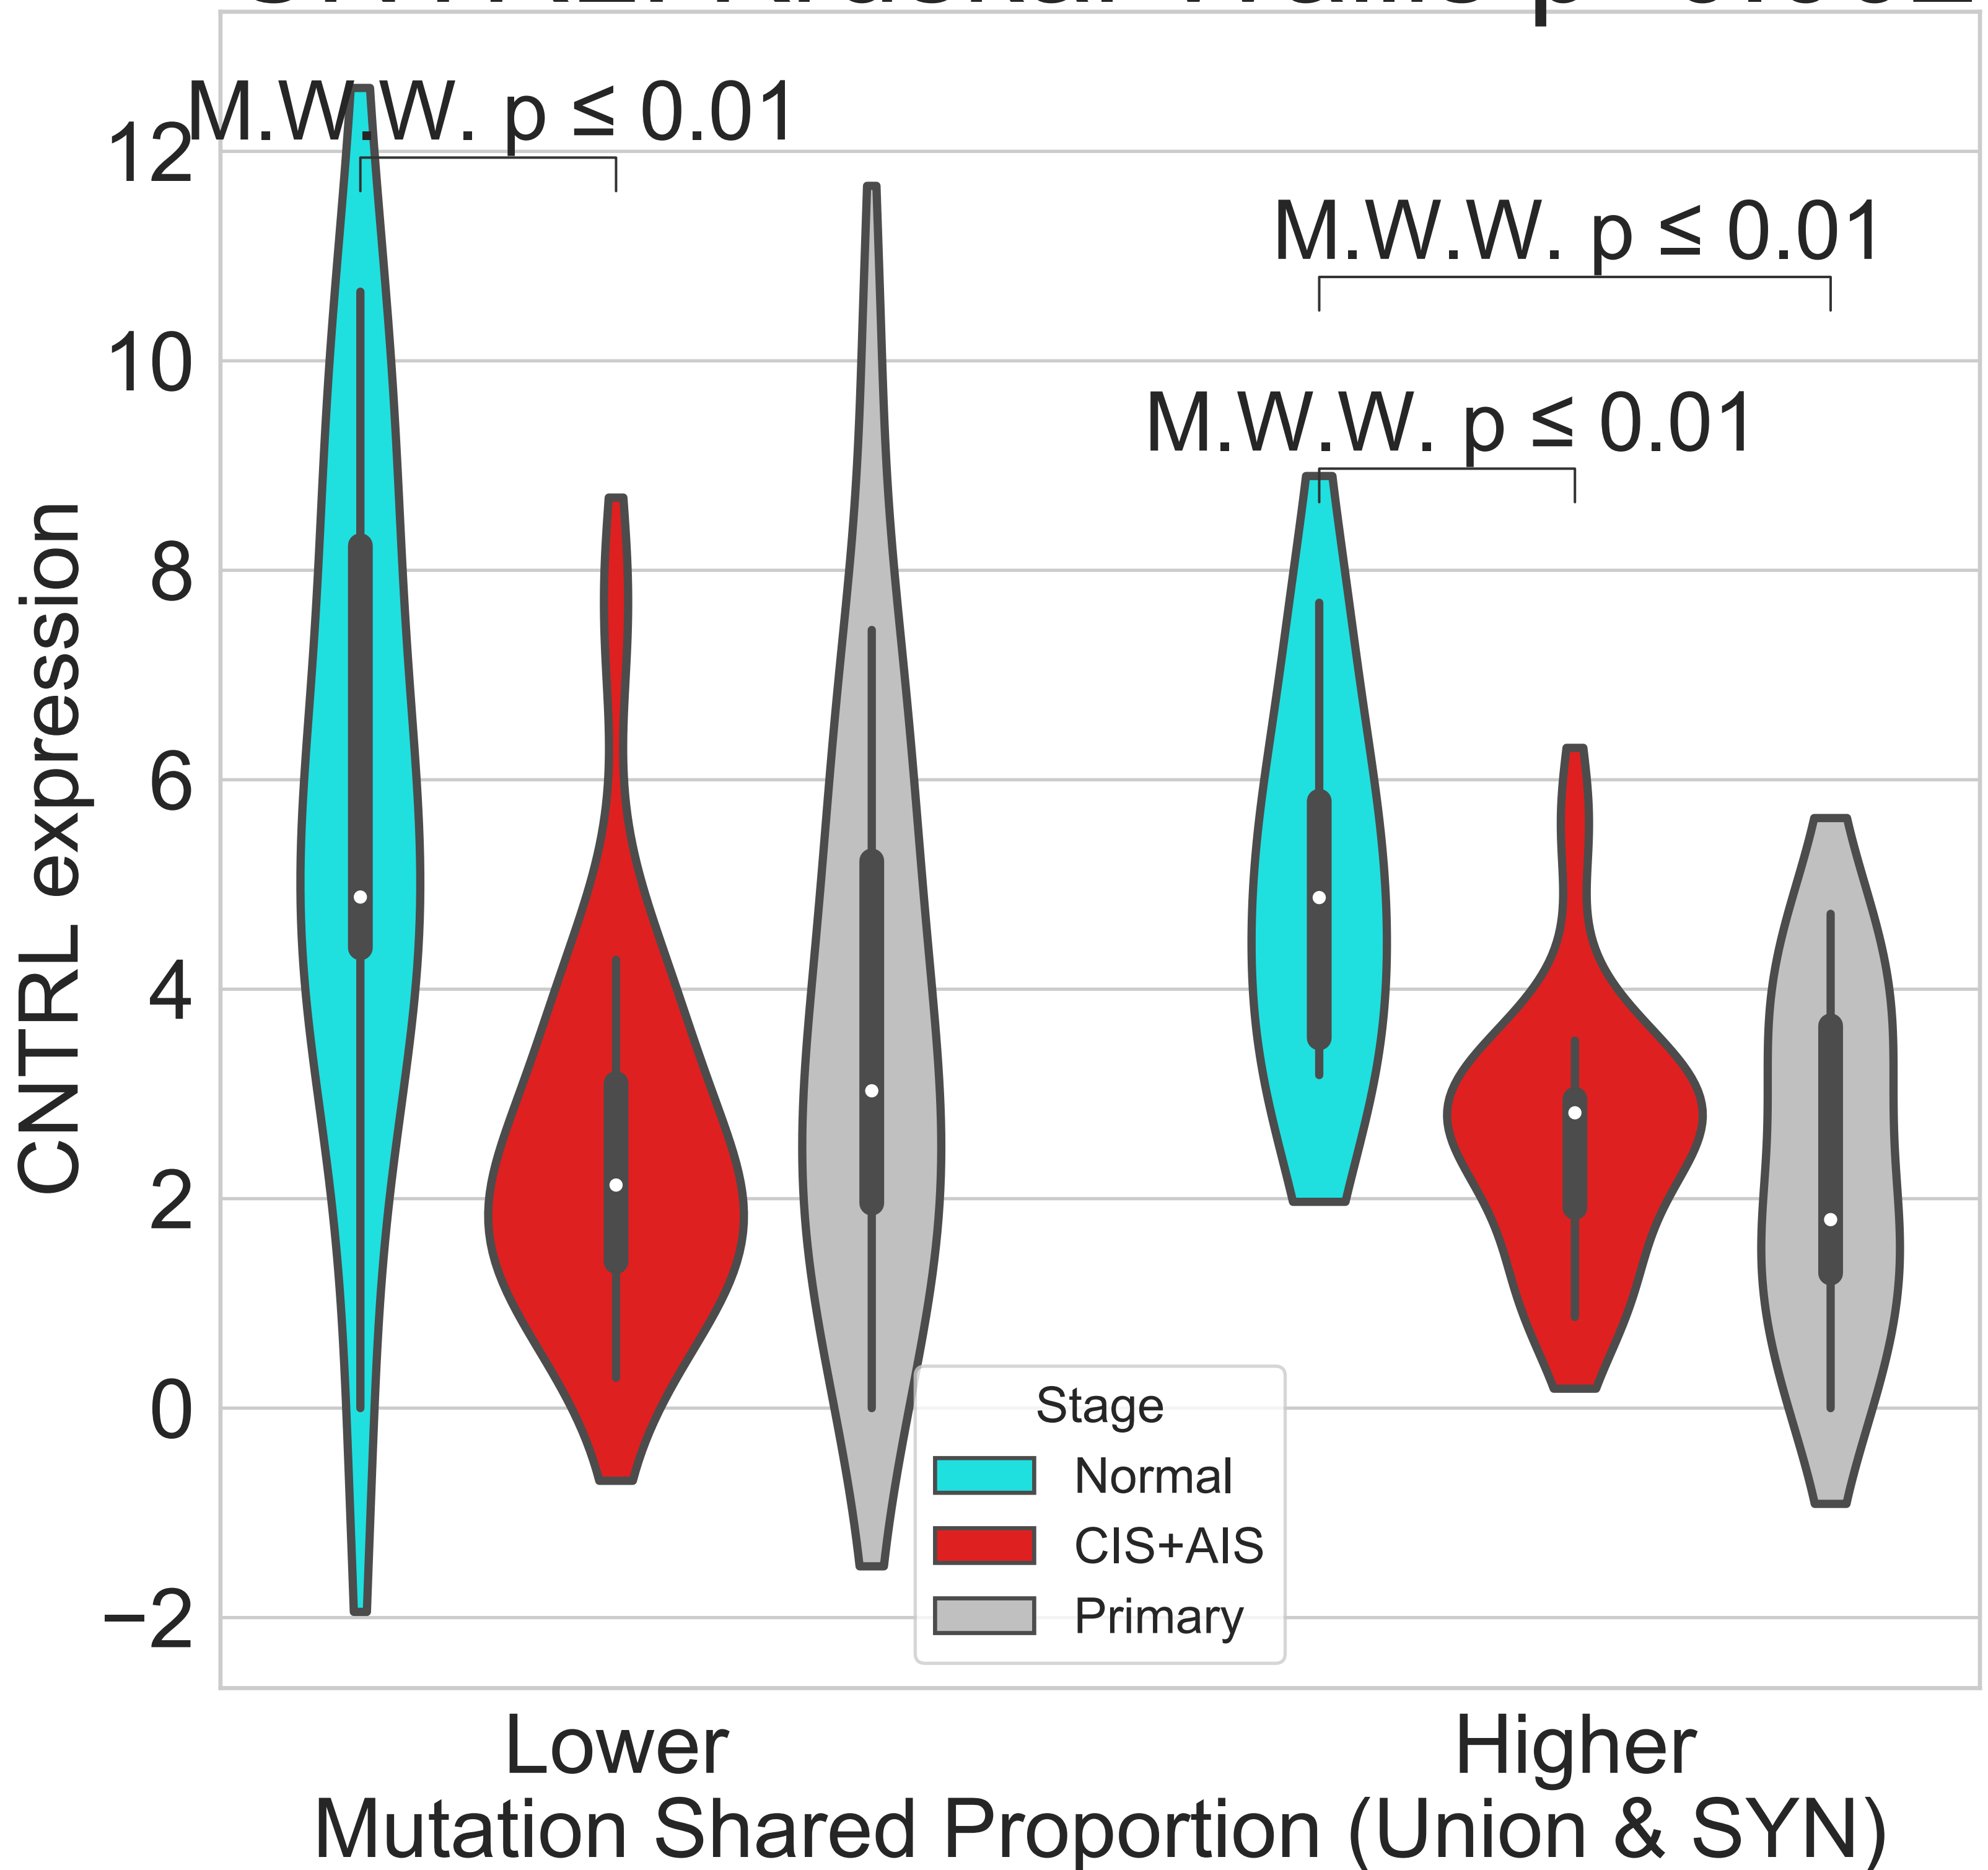 M.W.W. p ≤ 0.01
M.W.W. p ≤ 0.01
M.W.W. p ≤ 0.01
12
10
8
6
4
2
0
−2
CNTRL expression
Stage
Normal
CIS+AIS
Primary
Lower
Higher
Mutation Shared Proportion (Union & SYN)